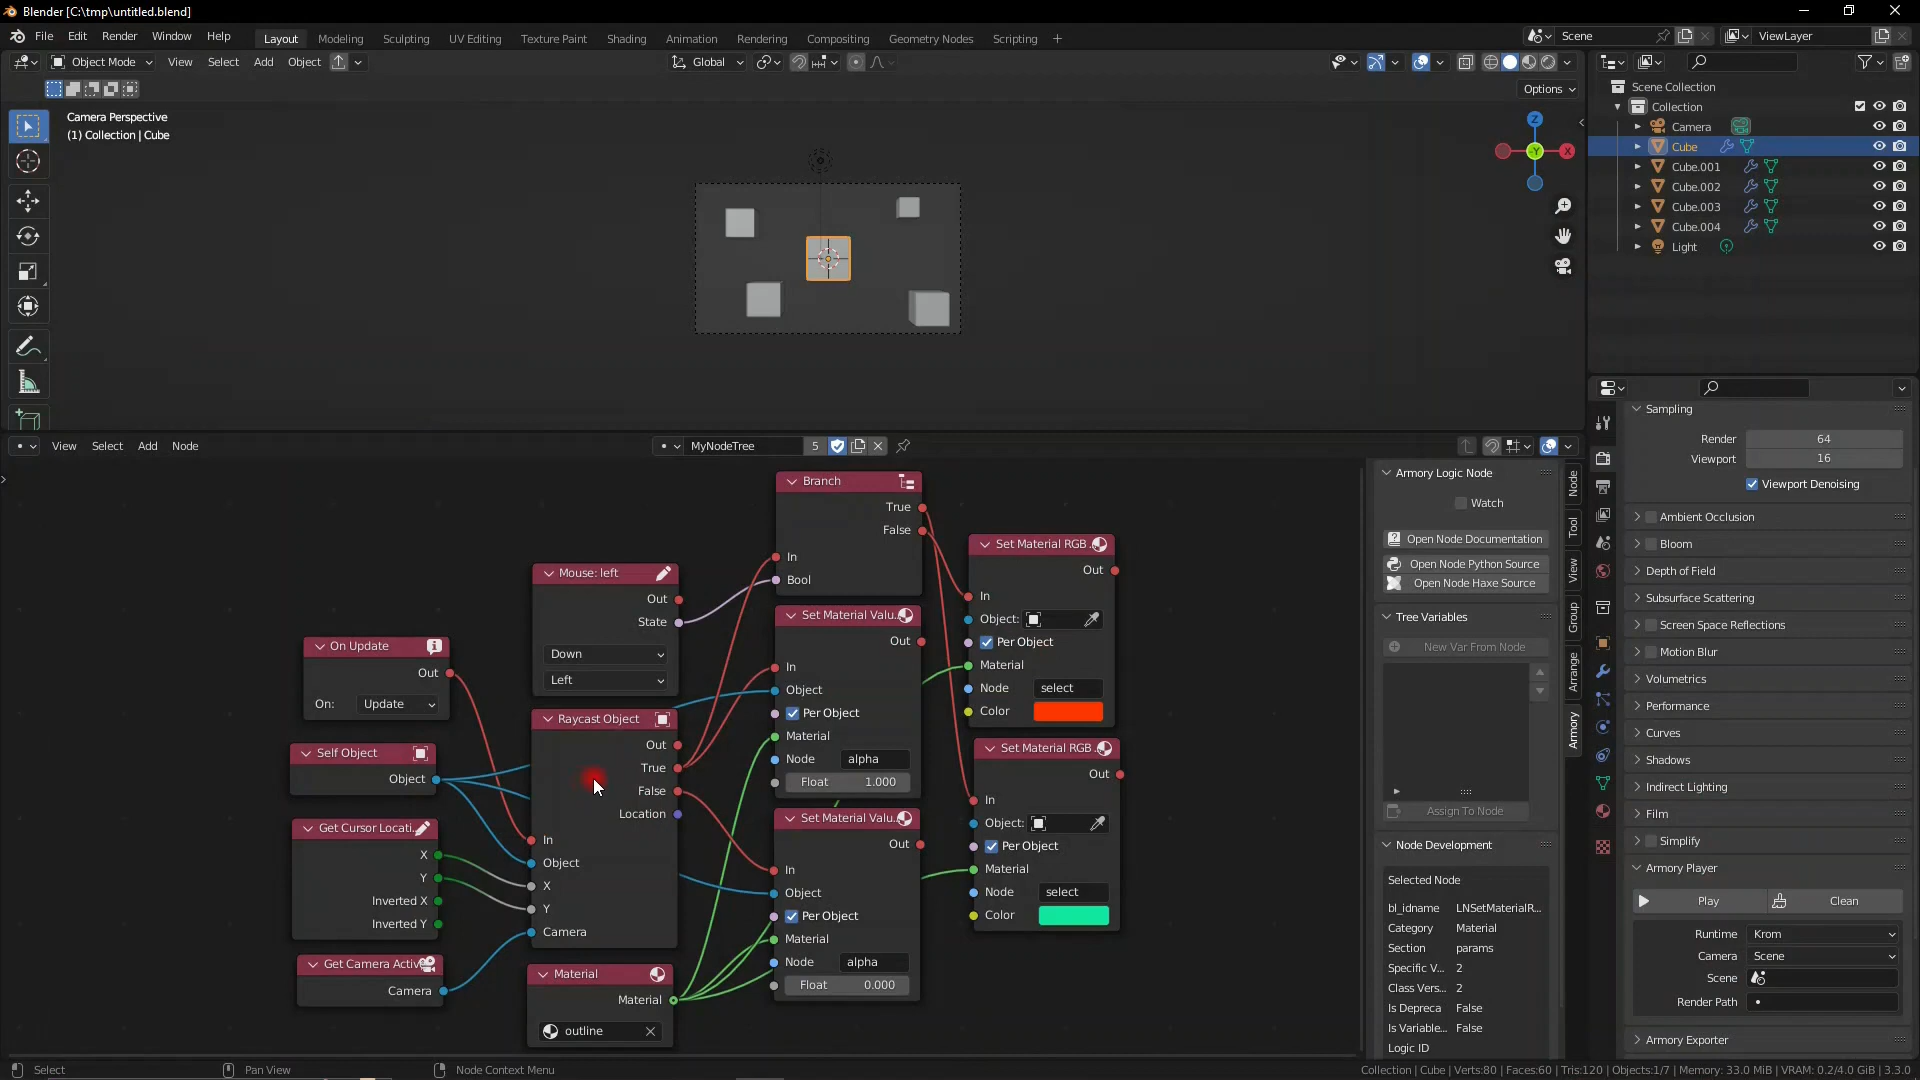 Blender [C:\tmp\untitled.blend]
File Edit Render Window Help
Layout Modeling Sculpting UV Editing Texture Paint Shading Animation Rendering Compositing Geometry Nodes Scripting +
Scene
ViewLayer
Object Mode View Select Add Object
Global
Options
Camera Perspective
(1) Collection | Cube
Z
X
-Y
Scene Collection
Collection
Camera
Cube
Cube.001
Cube.002
Cube.003
Cube.004
Light
View Select Add Node
MyNodeTree 5
Branch
True
False
In
Bool
Mouse: left
Out
State
Down
Left
Set Material RGB..
Out
In
Object:
Per Object
Material
Node select
Color
Set Material Valu..
Out
In
Object
Per Object
Material
Node alpha
Float 1.000
On Update
Out
On: Update
Raycast Object
Out
True
False
Location
In
Object
X
Y
Camera
Self Object
Object
Set Material RGB..
Out
In
Object:
Per Object
Material
Node select
Color
Get Cursor Locati..
X
Y
Inverted X
Inverted Y
Set Material Valu..
Out
In
Object
Per Object
Material
Node alpha
Float 0.000
Get Camera Activ
Camera
Material
Material
outline
Armory Logic Node
Watch
Open Node Documentation
Open Node Python Source
Open Node Haxe Source
Tree Variables
New Var From Node
Assign To Node
Node Development
Selected Node
bl_idname LNSetMaterialR...
Category Material
Section params
Specific V... 2
Class Vers... 2
Is Depreca False
Is Variable... False
Logic ID
Node
Tool
View
Group
Arrange
Armory
Sampling
Render 64
Viewport 16
Viewport Denoising
Ambient Occlusion
Bloom
Depth of Field
Subsurface Scattering
Screen Space Reflections
Motion Blur
Volumetrics
Performance
Curves
Shadows
Indirect Lighting
Film
Simplify
Armory Player
Play Clean
Runtime Krom
Camera Scene
Scene
Render Path
Armory Exporter
Select Pan View Node Context Menu
Collection | Cube | Verts:80 | Faces:60 | Tris:120 | Objects:1/7 | Memory: 33.0 MiB | VRAM: 0.2/4.0 GiB | 3.3.0